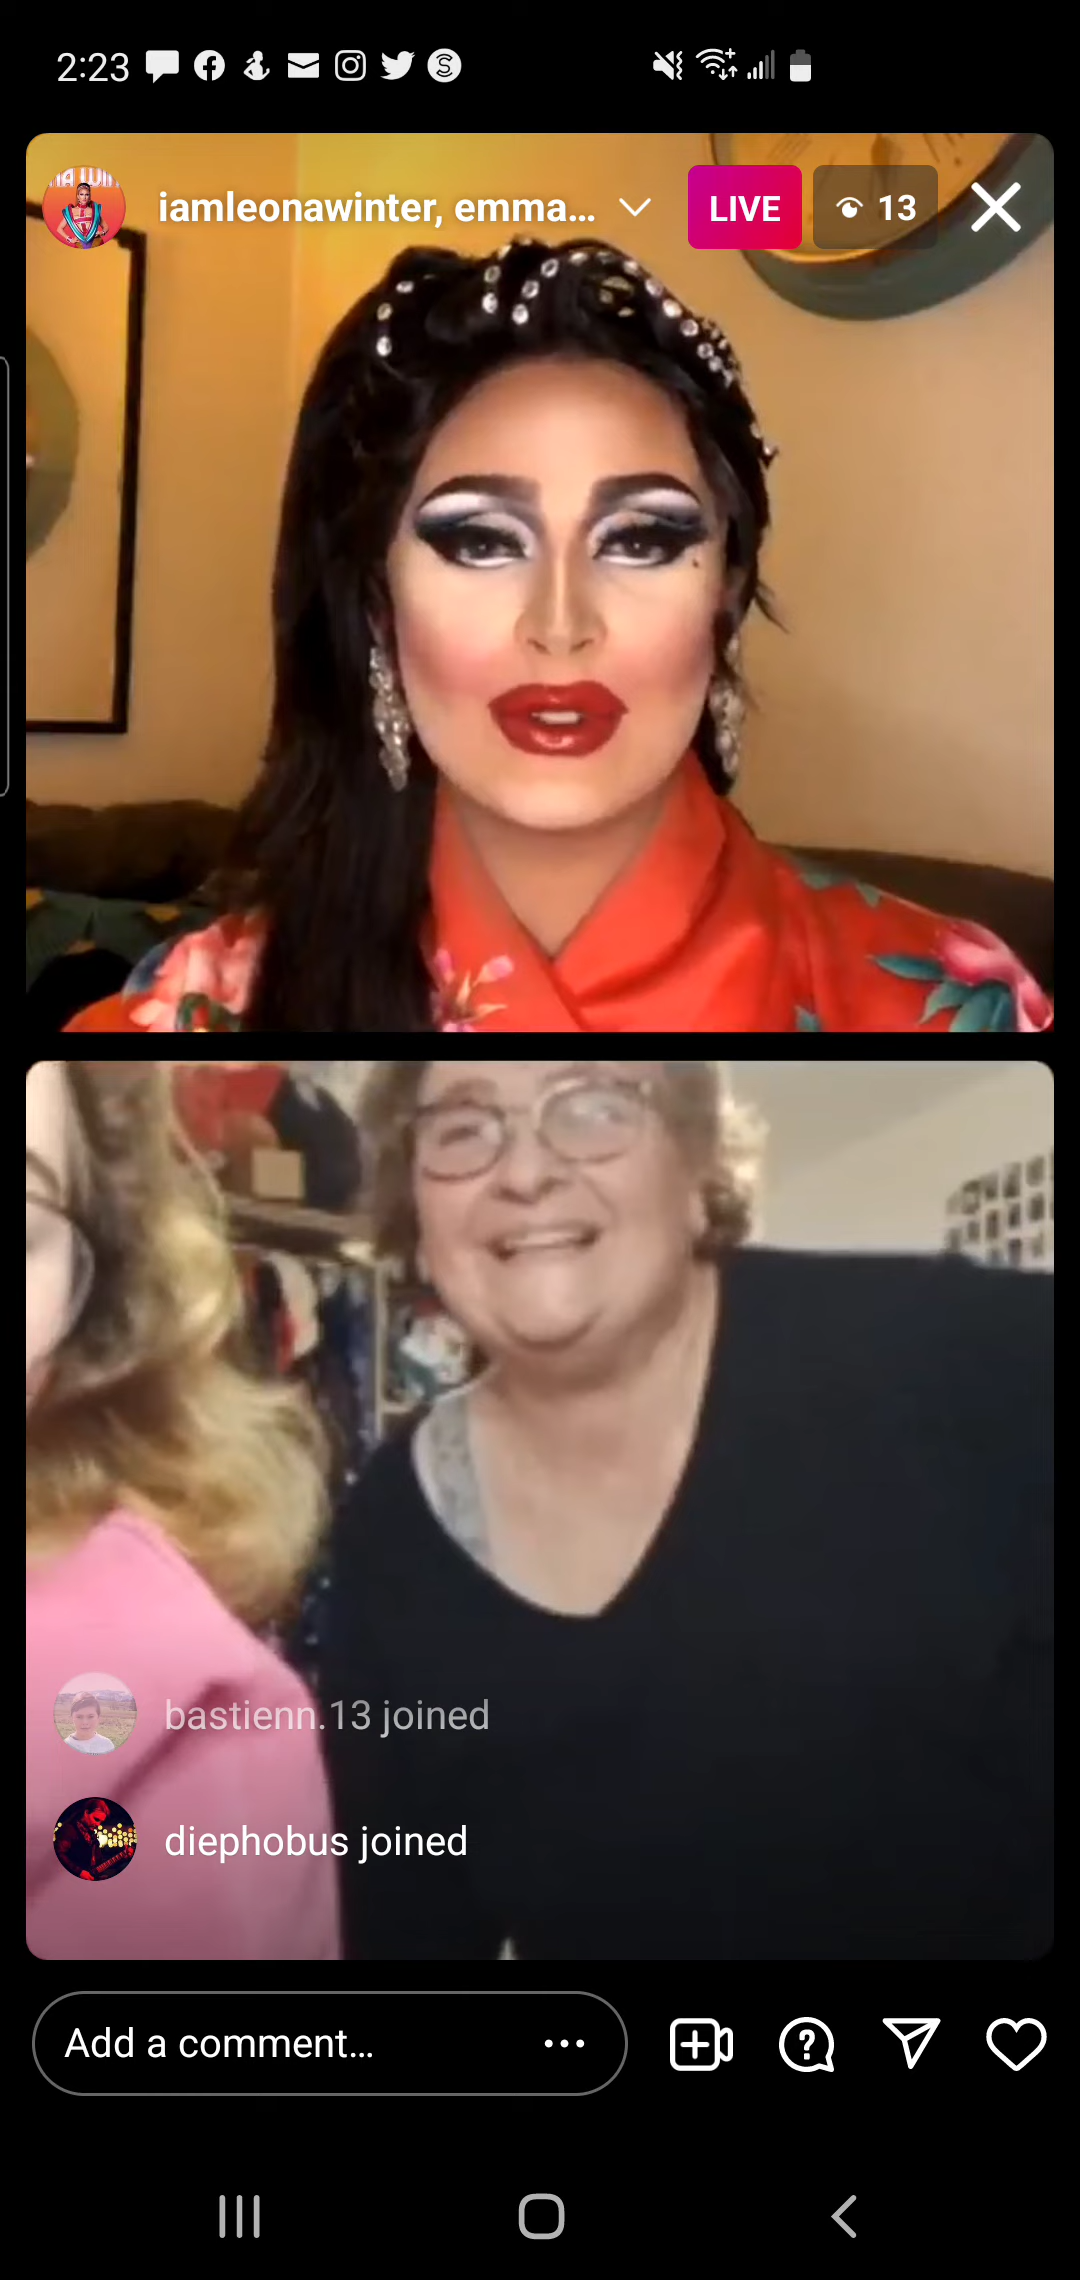 2:23
iamleonawinter, emma...
LIVE
13
bastienn.13 joined
diephobus joined
Add a comment...